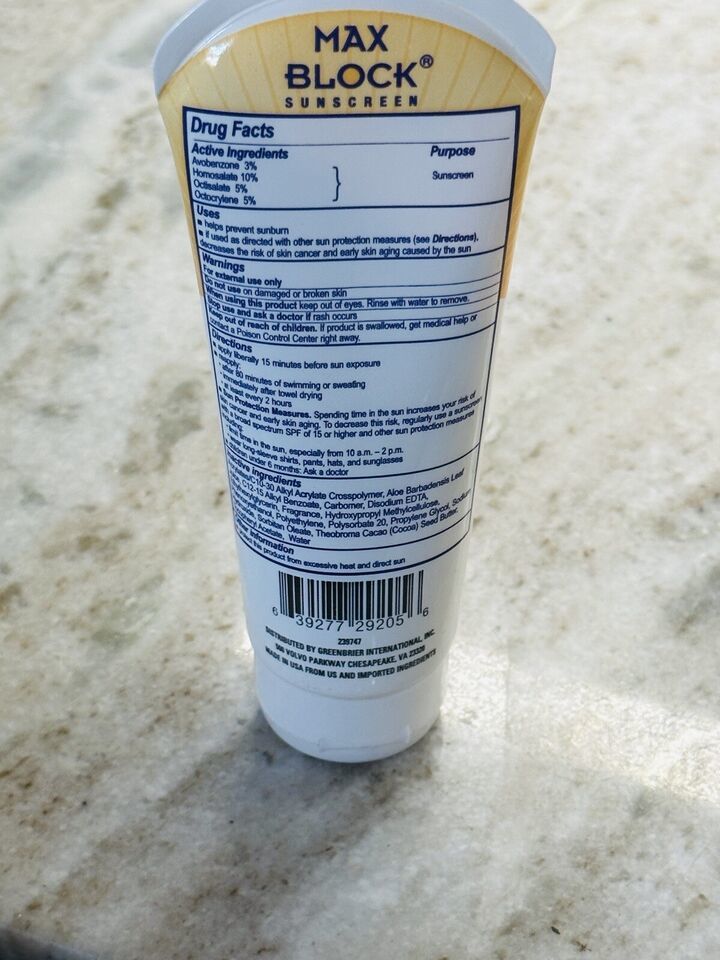 MAX
BLOCK®
SUNSCREEN
Drug Facts
Active Ingredients Purpose
Avobenzone 3%
Homosalate 10% } Sunscreen
Octisalate 5%
Octocrylene 5%
Uses
▪ helps prevent sunburn
▪ if used as directed with other sun protection measures (see Directions),
decreases the risk of skin cancer and early skin aging caused by the sun
Warnings
For external use only
Do not use on damaged or broken skin
When using this product keep out of eyes. Rinse with water to remove.
Stop use and ask a doctor if rash occurs
Keep out of reach of children. If product is swallowed, get medical help or
contact a Poison Control Center right away.
Directions
apply liberally 15 minutes before sun exposure
reapply:
after 80 minutes of swimming or sweating
immediately after towel drying
at least every 2 hours
Sun Protection Measures. Spending time in the sun increases your risk of
skin cancer and early skin aging. To decrease this risk, regularly use a sunscreen
with a broad spectrum SPF of 15 or higher and other sun protection measures
time in the sun, especially from 10 a.m. – 2 p.m.
wear long-sleeve shirts, pants, hats, and sunglasses
children under 6 months: Ask a doctor
ingredients
Alkyl Acrylate Crosspolymer, Aloe Barbadensis Leaf
C12-15 Alkyl Benzoate, Carbomer, Disodium EDTA,
Fragrance, Hydroxypropyl Methylcellulose,
Polyethylene, Polysorbate 20, Propylene Glycol, Sodium
Sorbitan Oleate, Theobroma Cacao (Cocoa) Seed Butter,
Acetate, Water
information
this product from excessive heat and direct sun
6 39277 29205 6
239747
DISTRIBUTED BY GREENBRIER INTERNATIONAL, INC.
500 VOLVO PARKWAY CHESAPEAKE, VA 23320
MADE IN USA FROM US AND IMPORTED INGREDIENTS